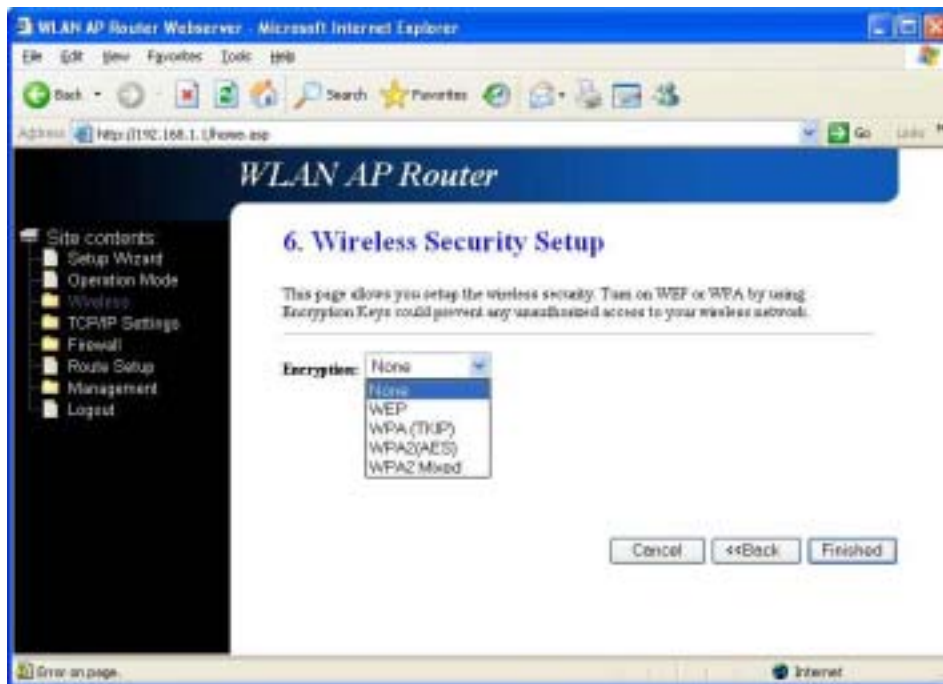 WLAN AP Router Webserver - Microsoft Internet Explorer
File Edit View Favorites Tools Help
Back Search Favorites
Address http://192.168.1.1/home.asp Go Links
WLAN AP Router
Site contents:
Setup Wizard
Operation Mode
Wireless
TCP/IP Settings
Firewall
Route Setup
Management
Logout
6. Wireless Security Setup
This page allows you setup the wireless security. Turn on WEP or WPA by using
Encryption Keys could prevent any unauthorized access to your wireless network.
Encryption: None
None
WEP
WPA (TKIP)
WPA2(AES)
WPA2 Mixed
Cancel <<Back Finished
Error on page. Internet